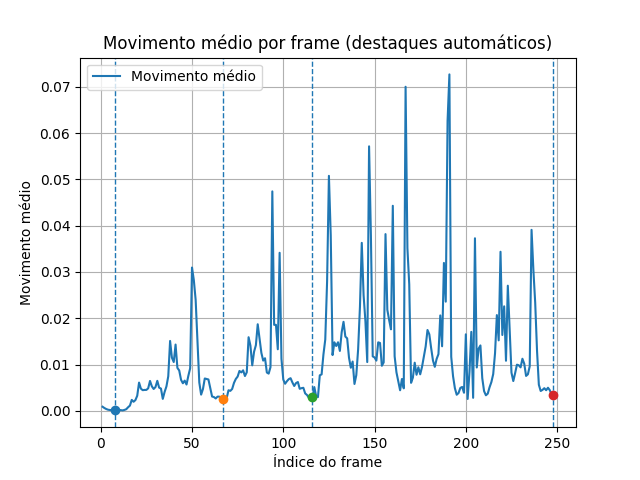 Movimento médio por frame (destaques automáticos)
Movimento médio
0.07
0.06
0.05
0.04
0.03
0.02
0.01
0.00
Movimento médio
0 50 100 150 200 250
Índice do frame